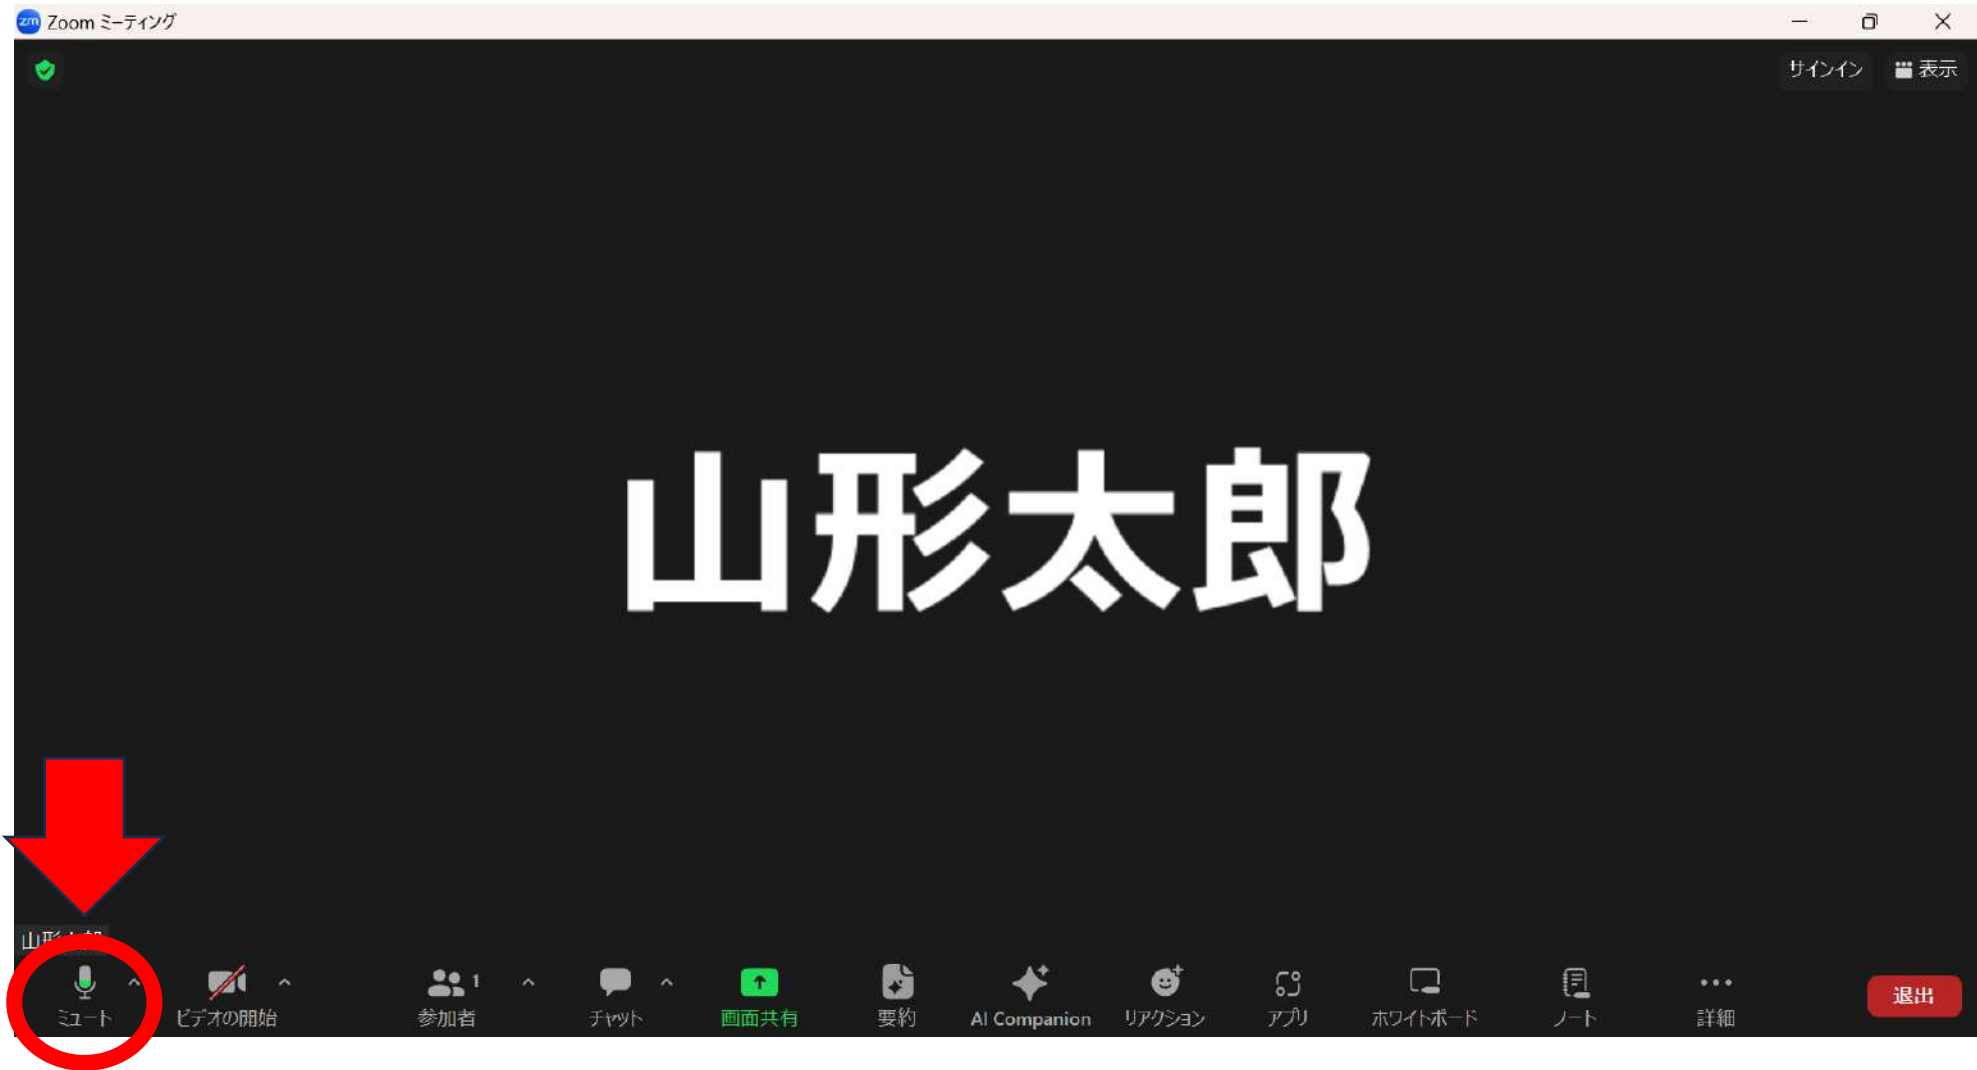 zm Zoom ミーティング
サインイン 表示
山形太郎
ミュート ビデオの開始 参加者 1 チャット 画面共有 要約 AI Companion リアクション アプリ ホワイトボード ノート 詳細 退出